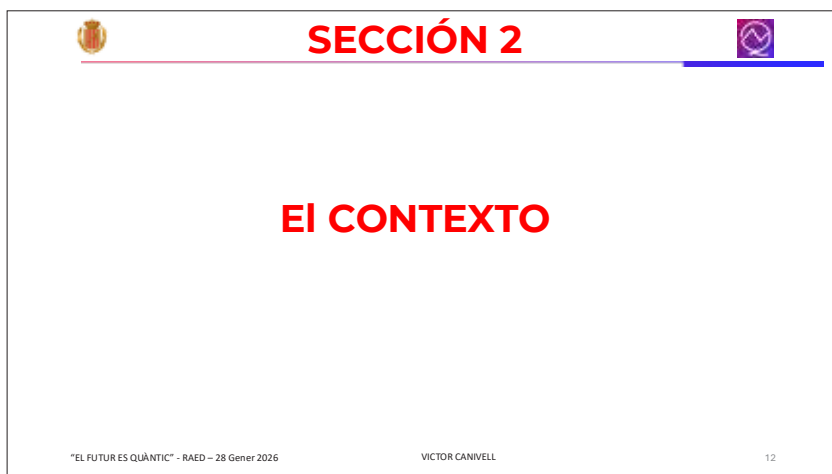 SECCIÓN 2
El CONTEXTO
"EL FUTUR ES QUÀNTIC" - RAED – 28 Gener 2026
VICTOR CANIVELL
12